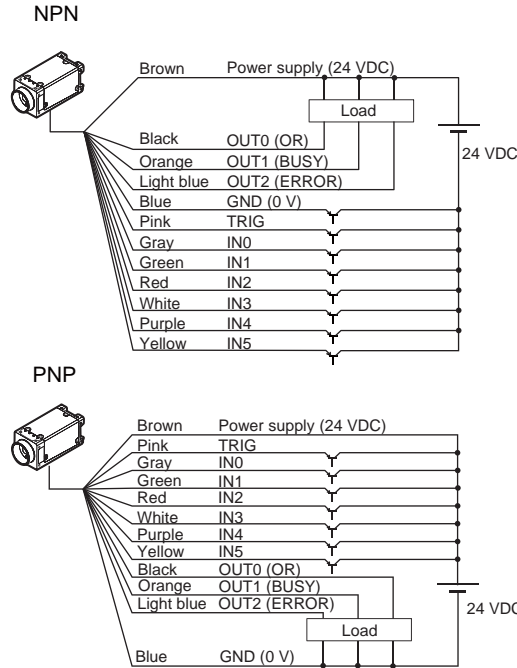 NPN
Brown Power supply (24 VDC)
Load
24 VDC
Black OUT0 (OR)
Orange OUT1 (BUSY)
Light blue OUT2 (ERROR)
Blue GND (0 V)
Pink TRIG
Gray IN0
Green IN1
Red IN2
White IN3
Purple IN4
Yellow IN5
PNP
Brown Power supply (24 VDC)
Pink TRIG
Gray IN0
Green IN1
Red IN2
White IN3
Purple IN4
Yellow IN5
Black OUT0 (OR)
Orange OUT1 (BUSY)
Light blue OUT2 (ERROR)
24 VDC
Load
Blue GND (0 V)